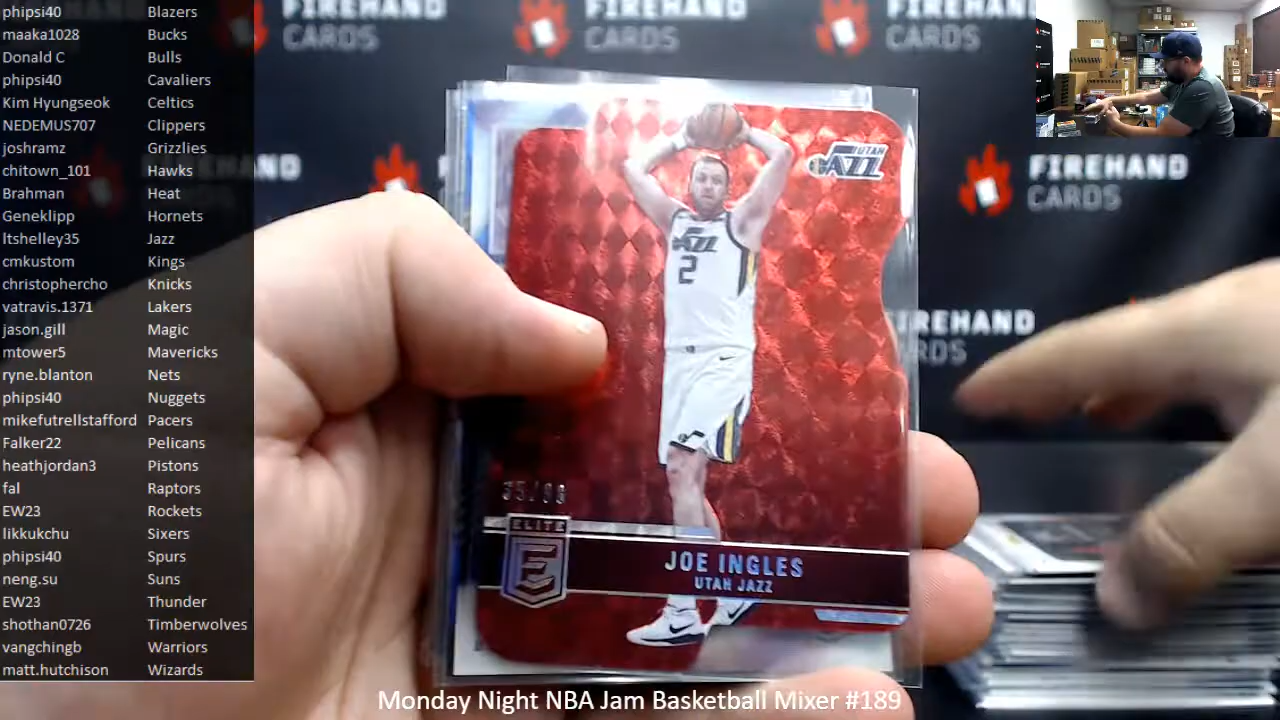 phipsi40 Blazers
maaka1028 Bucks
Donald C Bulls
phipsi40 Cavaliers
Kim Hyungseok Celtics
NEDEMUS707 Clippers
joshramz Grizzlies
chitown_101 Hawks
Brahman Heat
Geneklipp Hornets
ltshelley35 Jazz
cmkustom Kings
christophercho Knicks
vatravis.1371 Lakers
jason.gill Magic
mtower5 Mavericks
ryne.blanton Nets
phipsi40 Nuggets
mikefutrellstafford Pacers
Falker22 Pelicans
heathjordan3 Pistons
fal Raptors
EW23 Rockets
likkukchu Sixers
phipsi40 Spurs
neng.su Suns
EW23 Thunder
shothan0726 Timberwolves
vangchingb Warriors
matt.hutchison Wizards
FIREHAND
CARDS
FIREHAND
CARDS
FIREHAND
CARDS
FIREHAND
CARDS
FIREHAND
UTAH
JAZZ
JAZZ
2
ELITE
E
JOE INGLES
UTAH JAZZ
Monday Night NBA Jam Basketball Mixer #189